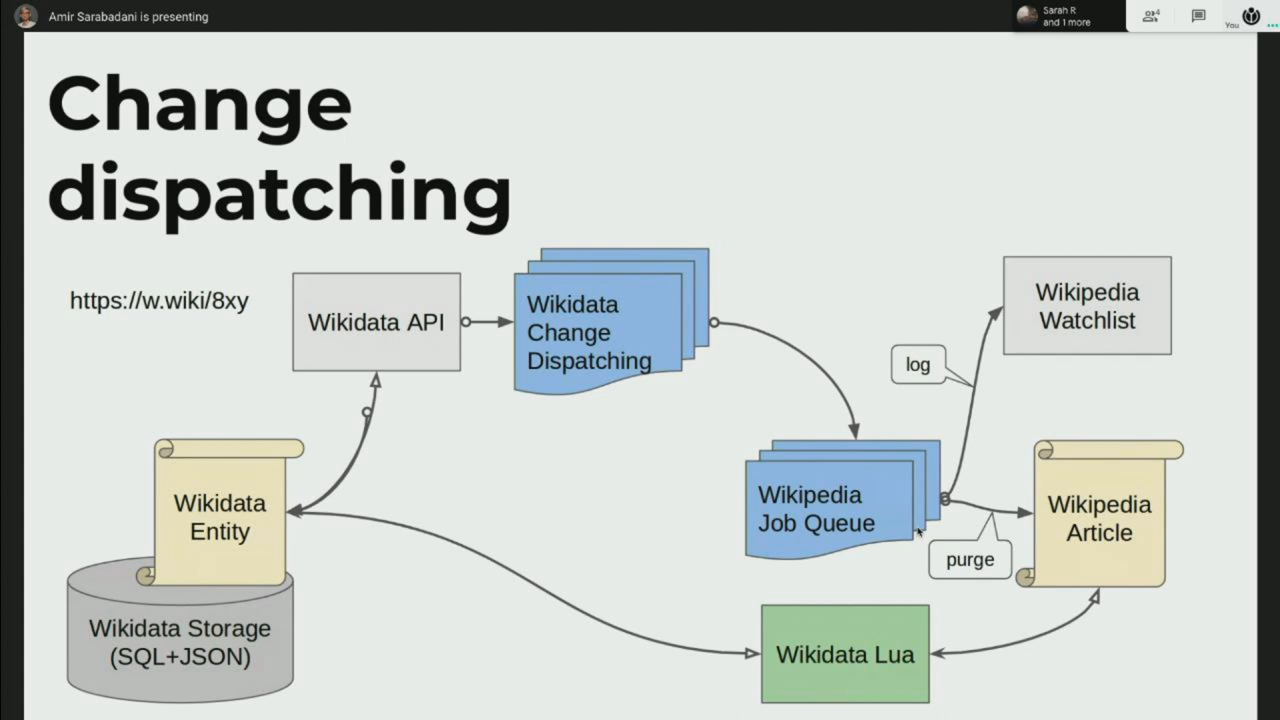 Amir Sarabadani is presenting
Sarah R
and 1 more
4
You
Change
dispatching
https://w.wiki/8xy
Wikidata API
Wikidata
Change
Dispatching
Wikipedia
Watchlist
log
Wikidata
Entity
Wikipedia
Job Queue
Wikipedia
Article
purge
Wikidata Storage
(SQL+JSON)
Wikidata Lua